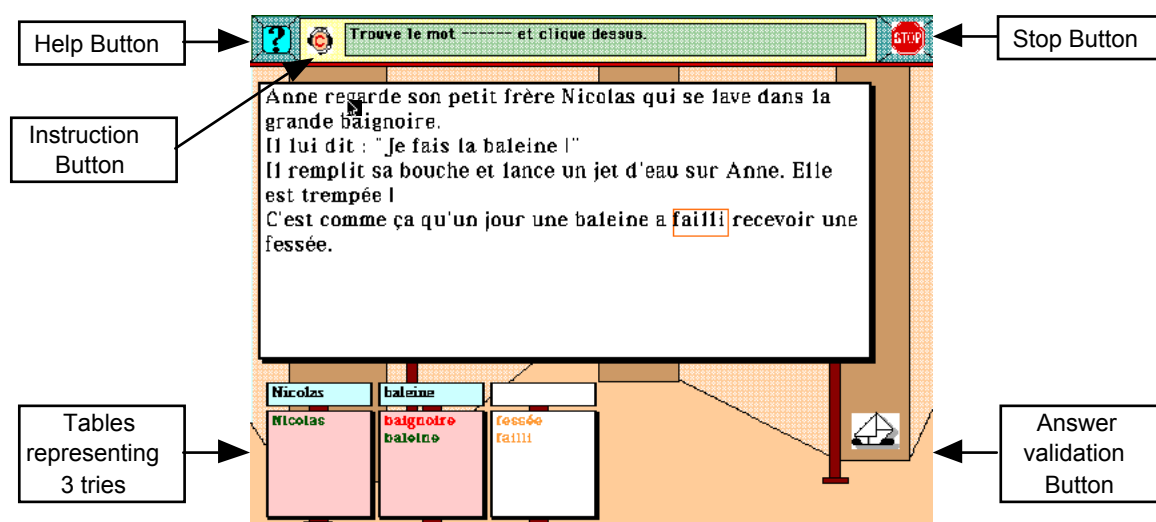 Help Button
?
C
Trouve le mot ------ et clique dessus.
STOP
Stop Button
Instruction
Button
Anne regarde son petit frère Nicolas qui se lave dans la
grande baignoire.
Il lui dit : "Je fais la baleine !"
Il remplit sa bouche et lance un jet d'eau sur Anne. Elle
est trempée !
C'est comme ça qu'un jour une baleine a failli recevoir une
fessée.
Tables
representing
3 tries
Nicolas
Nicolas
baleine
baignoire
baleine
fessée
failli
Answer
validation
Button